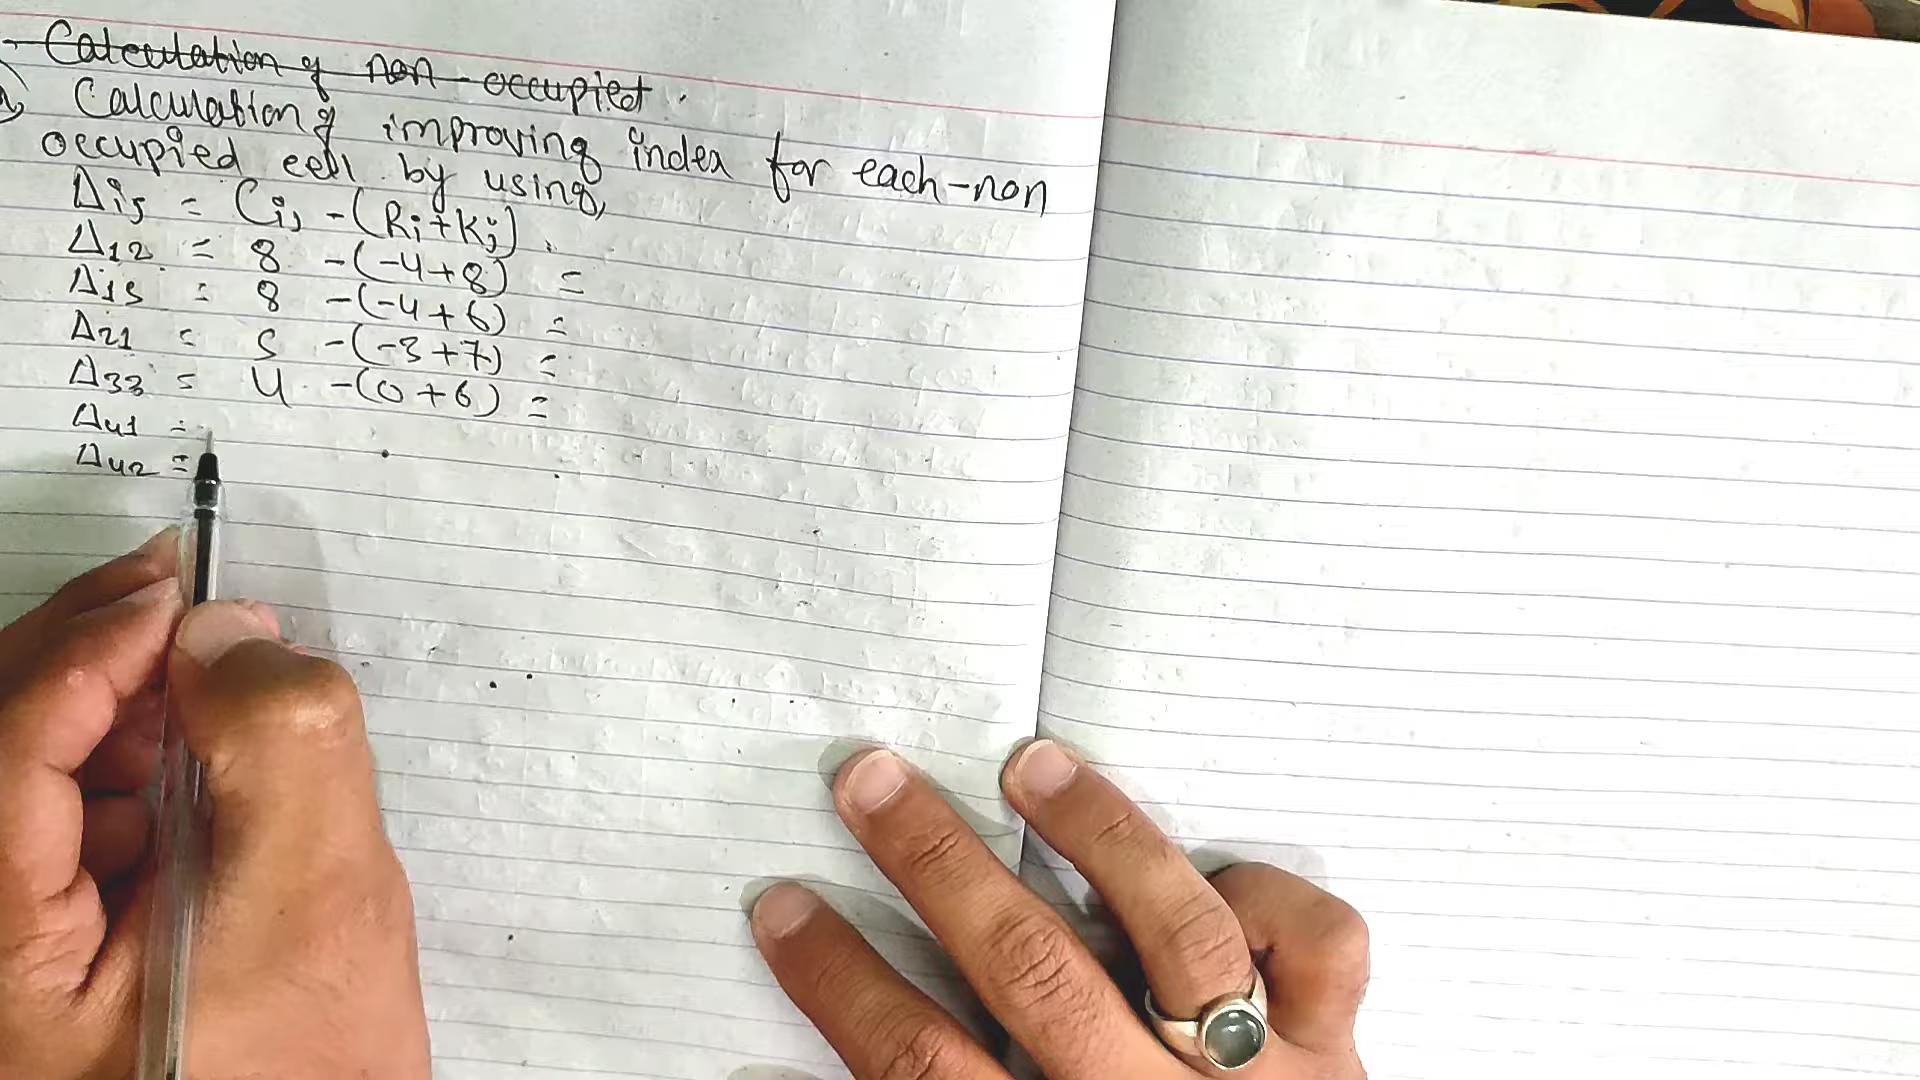 Calculation of non-occupied.
Calculation of improving index for each-non
occupied cell by using,
Δij = Cij -(Ri+Kj).
Δ12 = 8 -(-4+8) =
Δ13 = 8 -(-4+6) =
Δ21 = 5 -(-3+7) =
Δ33 = 4 -(0+6) =
Δ41 =
Δ42 =